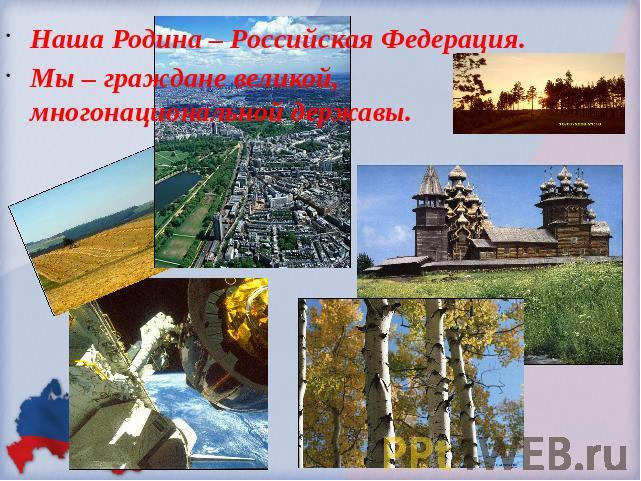 Наша Родина – Российская Федерация.
Мы – граждане великой,
многонациональной державы.
PPt4WEB.ru